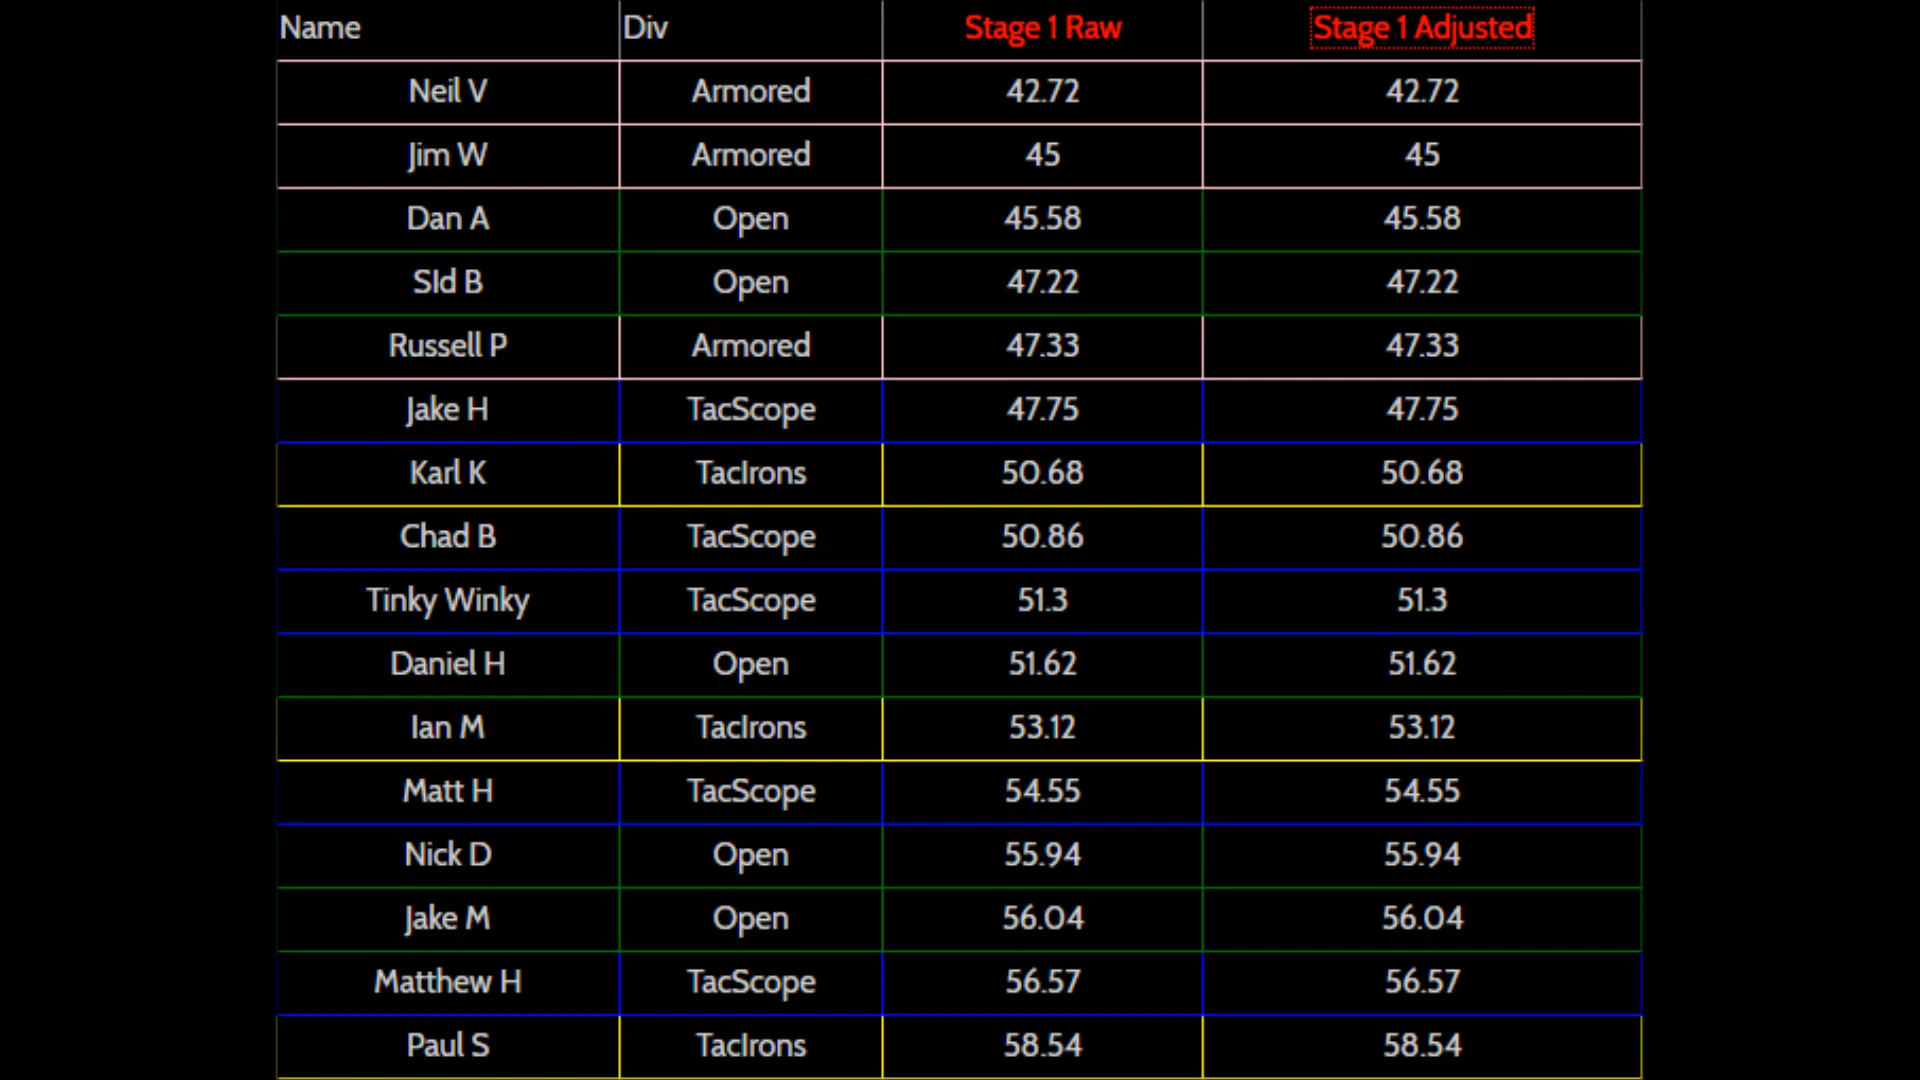 Name Div Stage 1 Raw Stage 1 Adjusted
Neil V Armored 42.72 42.72
Jim W Armored 45 45
Dan A Open 45.58 45.58
SId B Open 47.22 47.22
Russell P Armored 47.33 47.33
Jake H TacScope 47.75 47.75
Karl K TacIrons 50.68 50.68
Chad B TacScope 50.86 50.86
Tinky Winky TacScope 51.3 51.3
Daniel H Open 51.62 51.62
Ian M TacIrons 53.12 53.12
Matt H TacScope 54.55 54.55
Nick D Open 55.94 55.94
Jake M Open 56.04 56.04
Matthew H TacScope 56.57 56.57
Paul S TacIrons 58.54 58.54